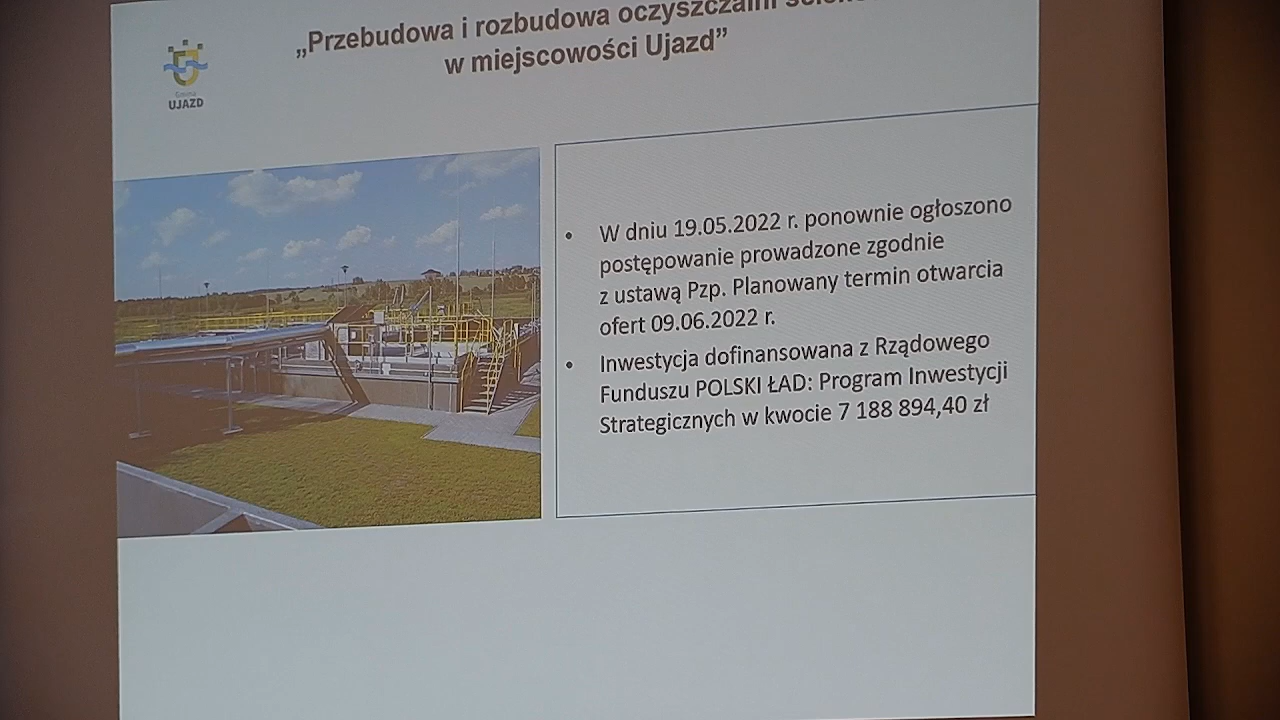 „Przebudowa i rozbudowa oczyszczalni
w miejscowości Ujazd”
Gmina
UJAZD
• W dniu 19.05.2022 r. ponownie ogłoszono
postępowanie prowadzone zgodnie
z ustawą Pzp. Planowany termin otwarcia
ofert 09.06.2022 r.
• Inwestycja dofinansowana z Rządowego
Funduszu POLSKI ŁAD: Program Inwestycji
Strategicznych w kwocie 7 188 894,40 zł